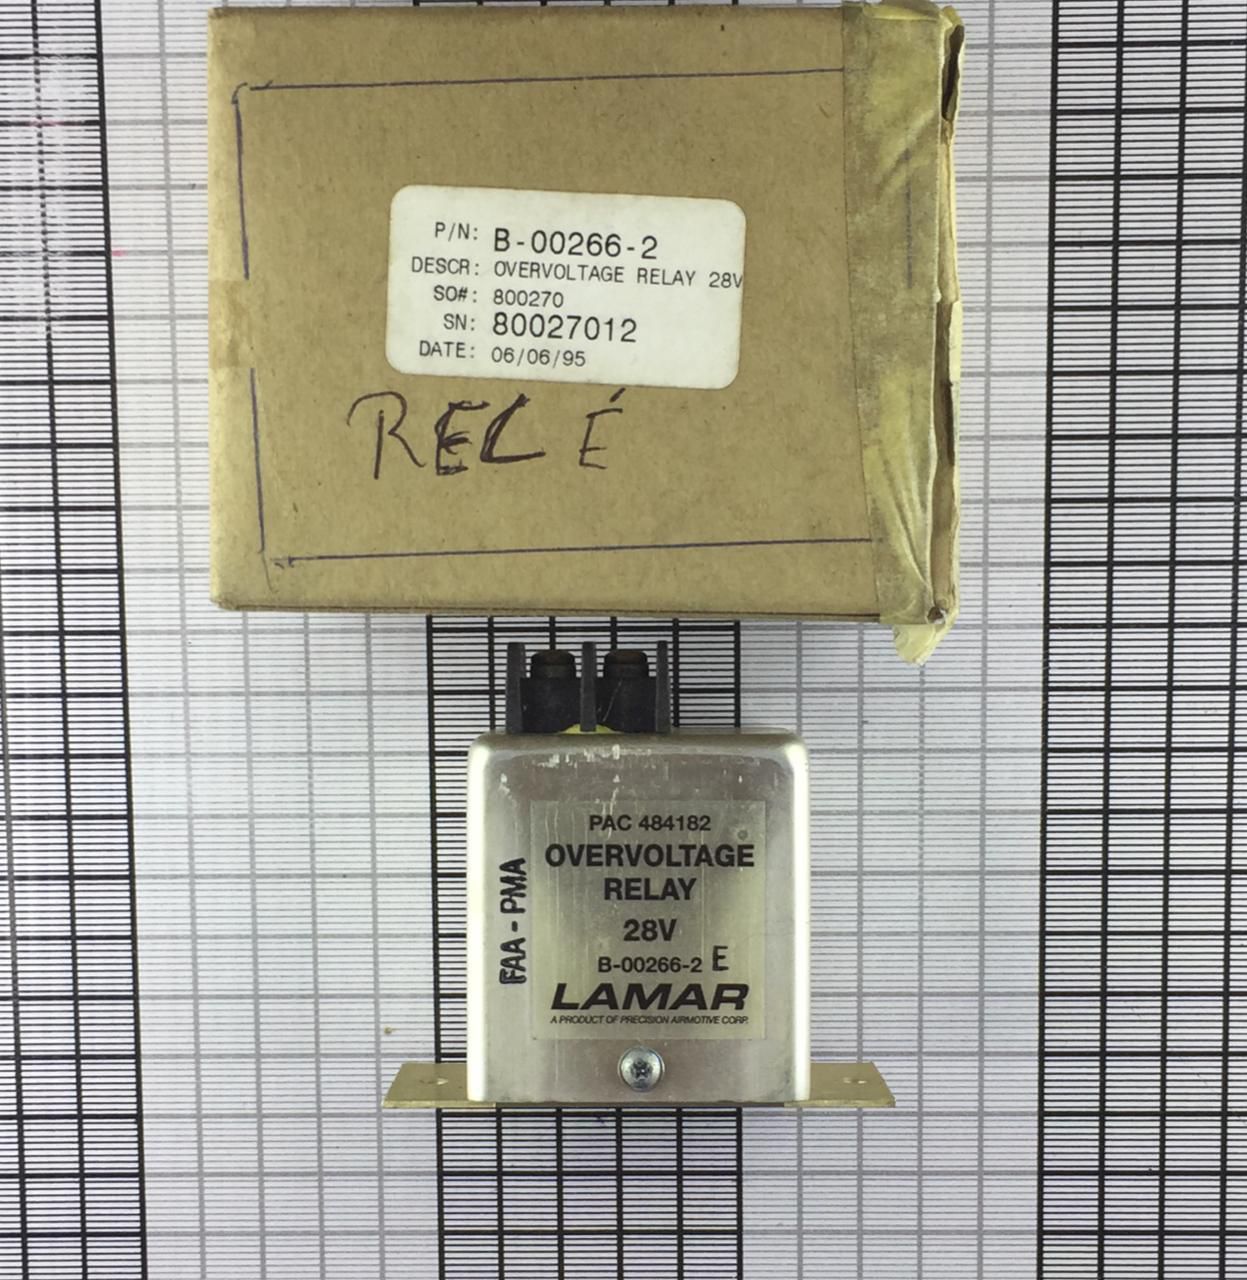 P/N: B-00266-2
DESCR: OVERVOLTAGE RELAY 28V
SO#: 800270
SN: 80027012
DATE: 06/06/95
RELÉ
PAC 484182
OVERVOLTAGE
RELAY
28V
B-00266-2 E
LAMAR
A PRODUCT OF PRECISION AIRMOTIVE CORP.
FAA-PMA